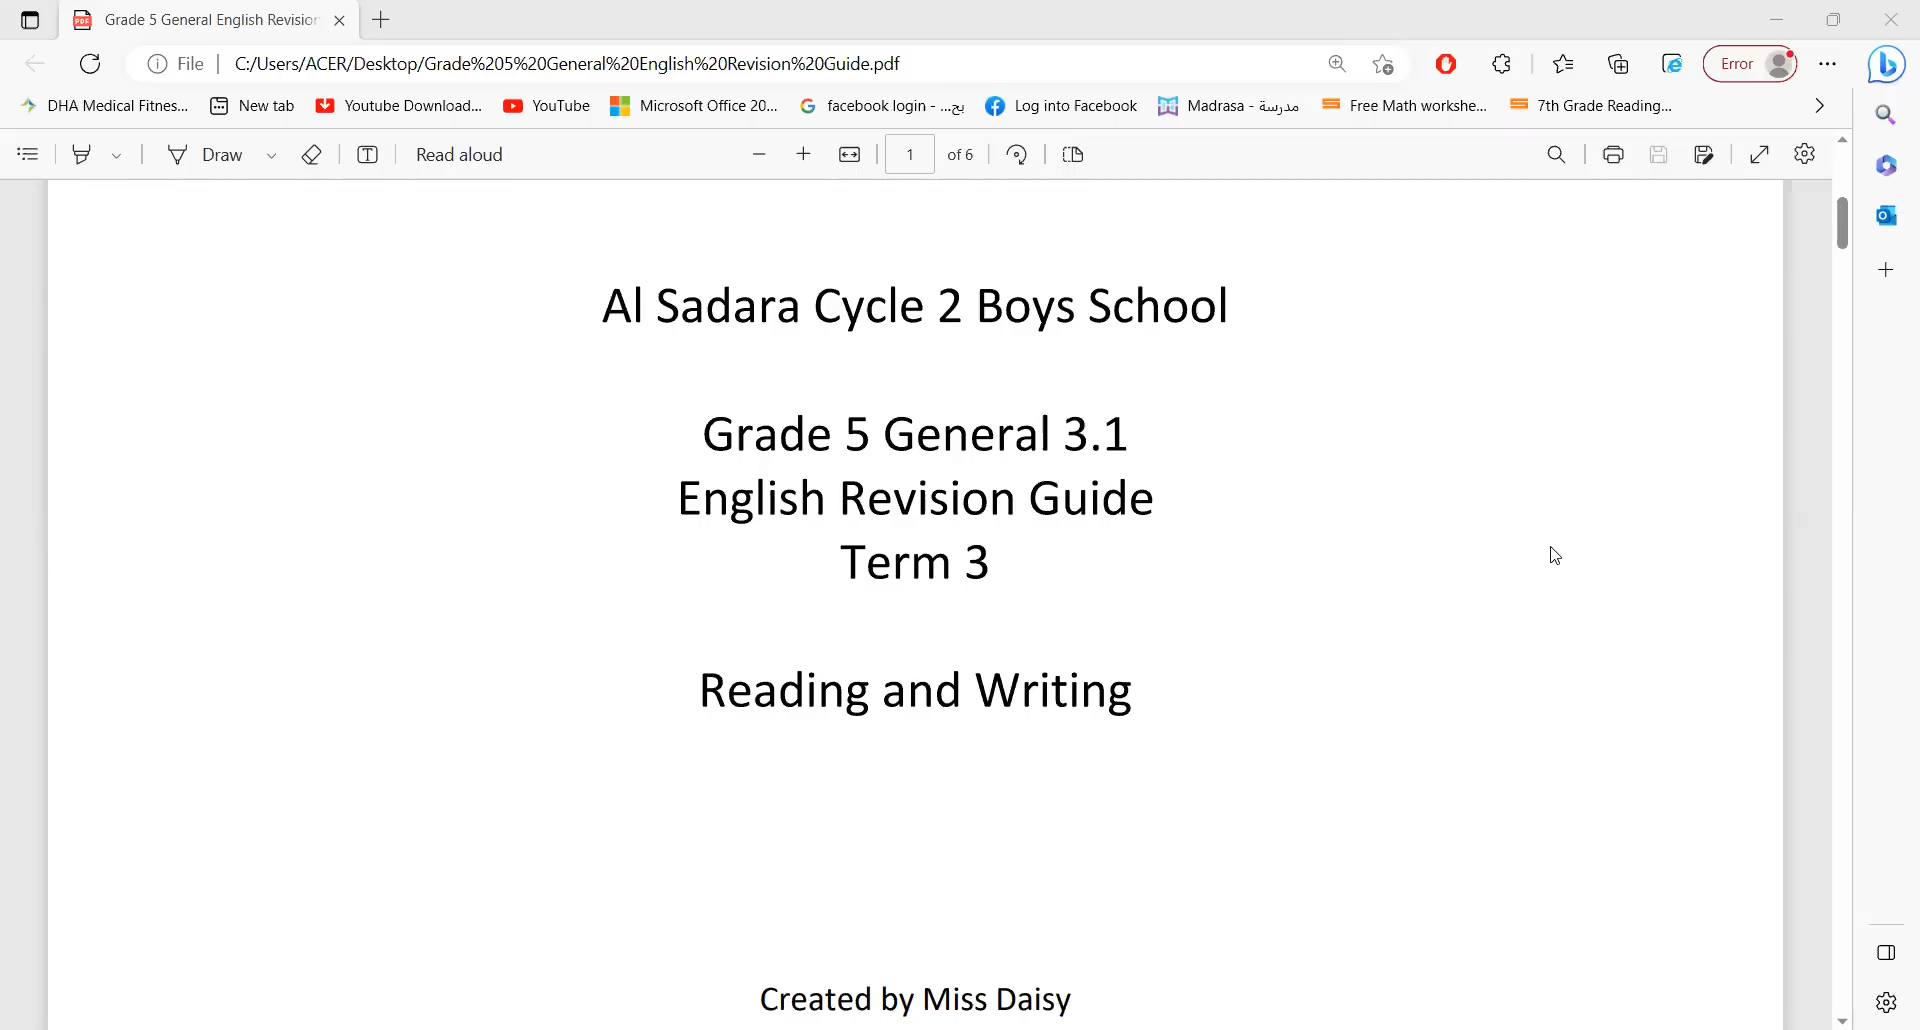 Grade 5 General English Revision
File
C:/Users/ACER/Desktop/Grade%205%20General%20English%20Revision%20Guide.pdf
Error
DHA Medical Fitnes...
New tab
Youtube Download...
YouTube
Microsoft Office 20...
facebook login - ...بح
Log into Facebook
Madrasa - مدرسة
Free Math workshe...
7th Grade Reading...
Draw
Read aloud
1
of 6
Al Sadara Cycle 2 Boys School
Grade 5 General 3.1
English Revision Guide
Term 3
Reading and Writing
Created by Miss Daisy